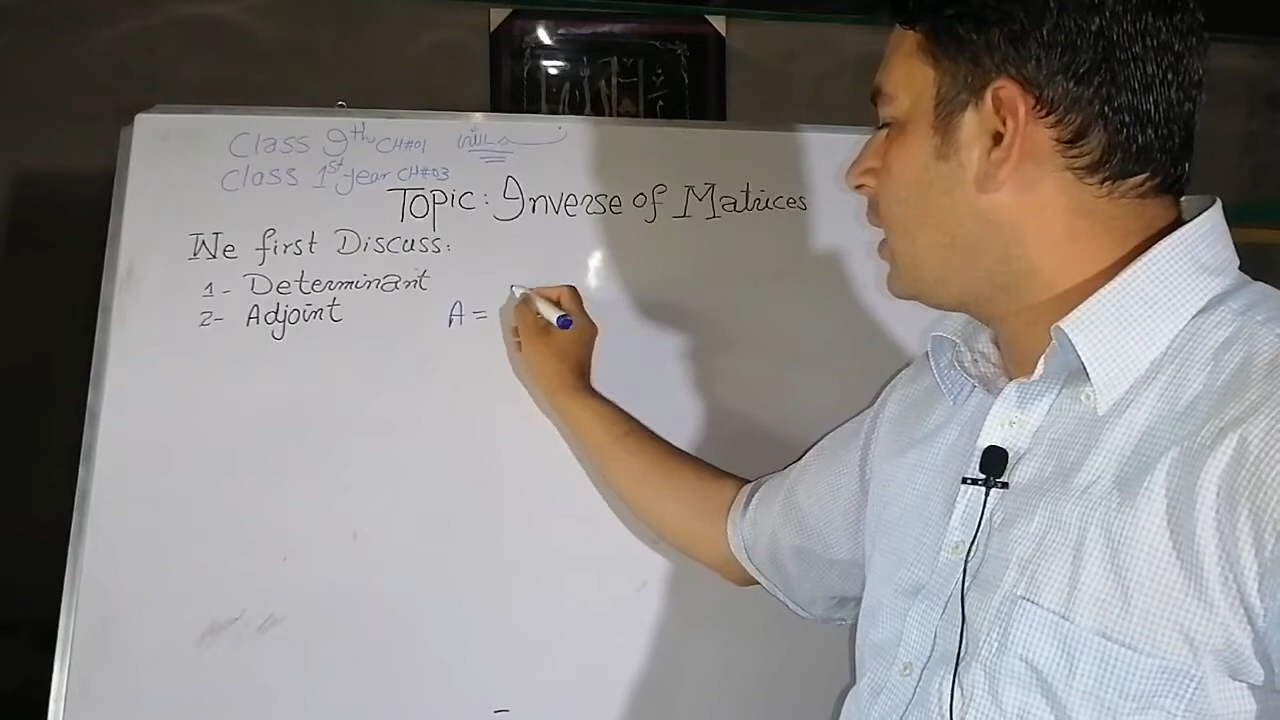 Class 9th CH#01
Class 1st year CH#03
Topic: Inverse of Matrices
We first Discuss:
1- Determinant
2- Adjoint
A =